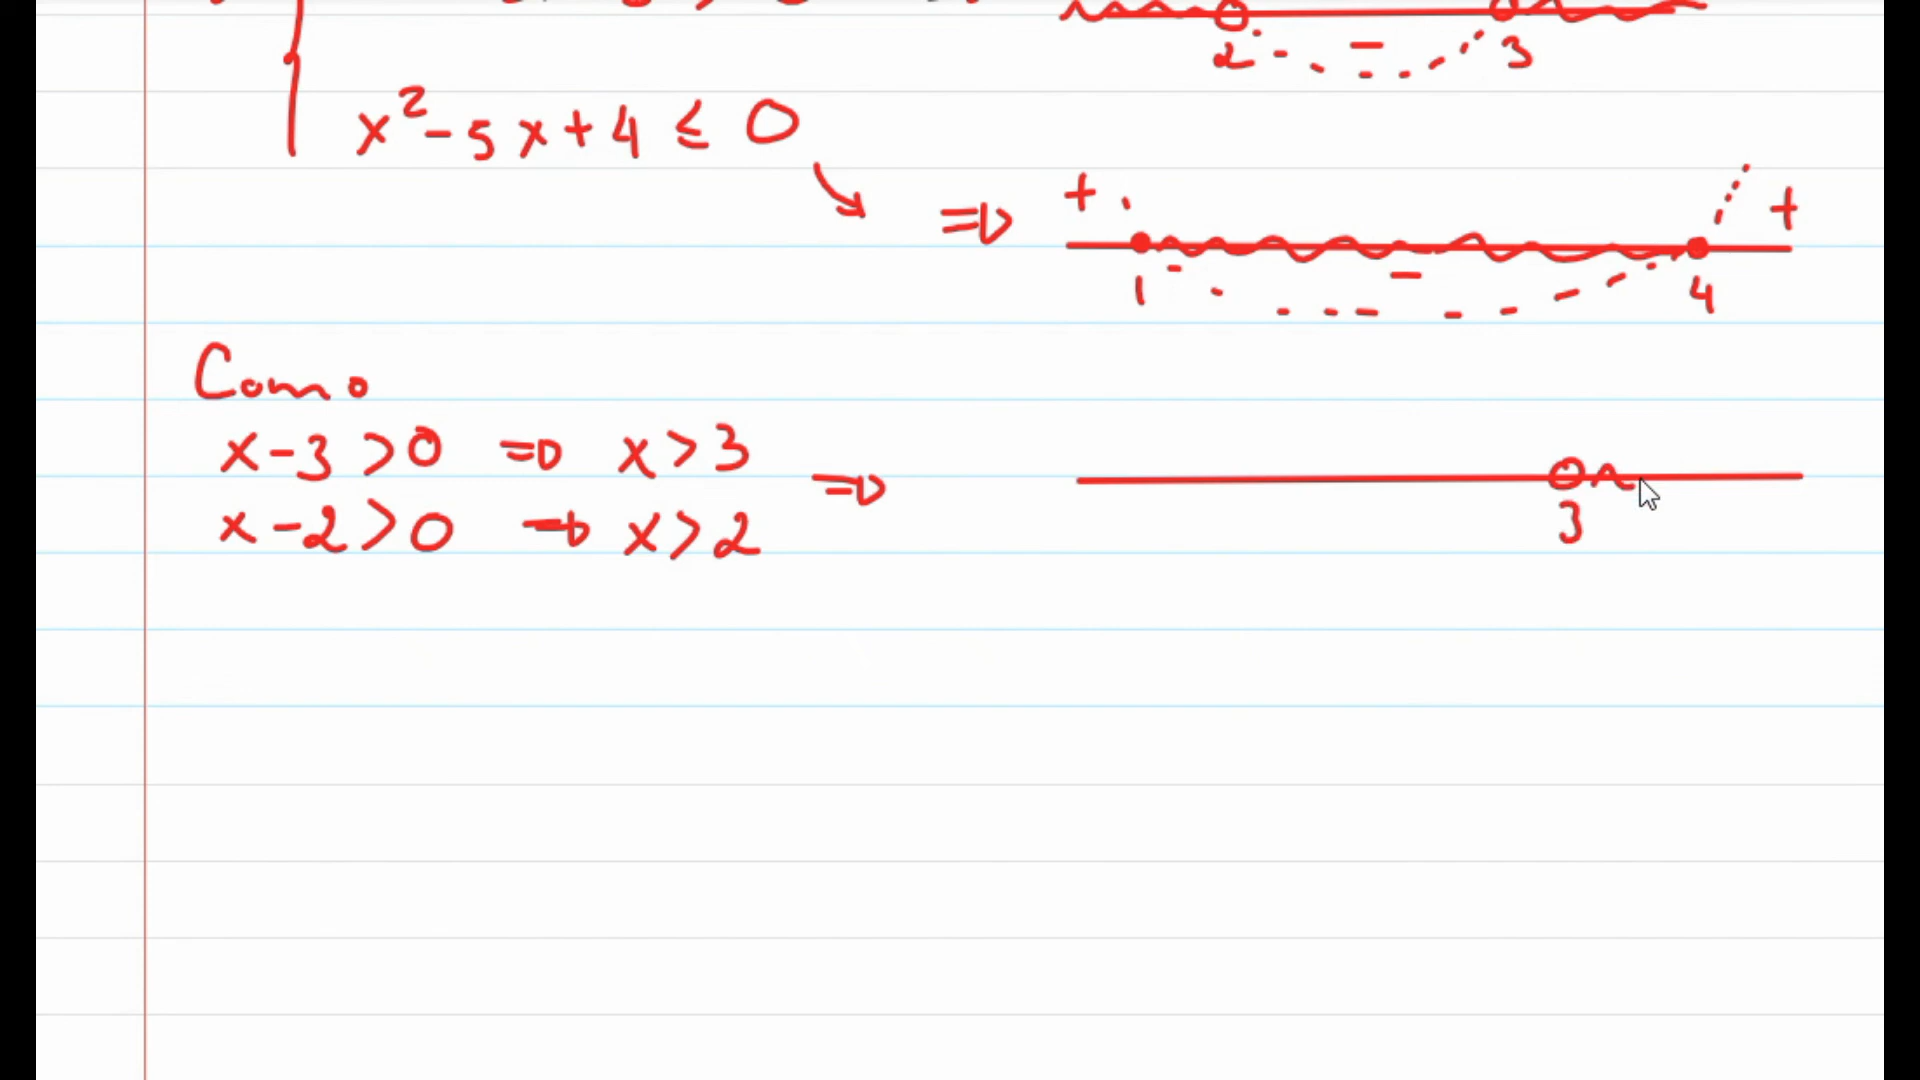 2 - 3
x² - 5x + 4 ≤ 0
⇒ + - +
1 4
Como
x - 3 > 0 ⇒ x > 3
⇒
x - 2 > 0 ⇒ x > 2
3